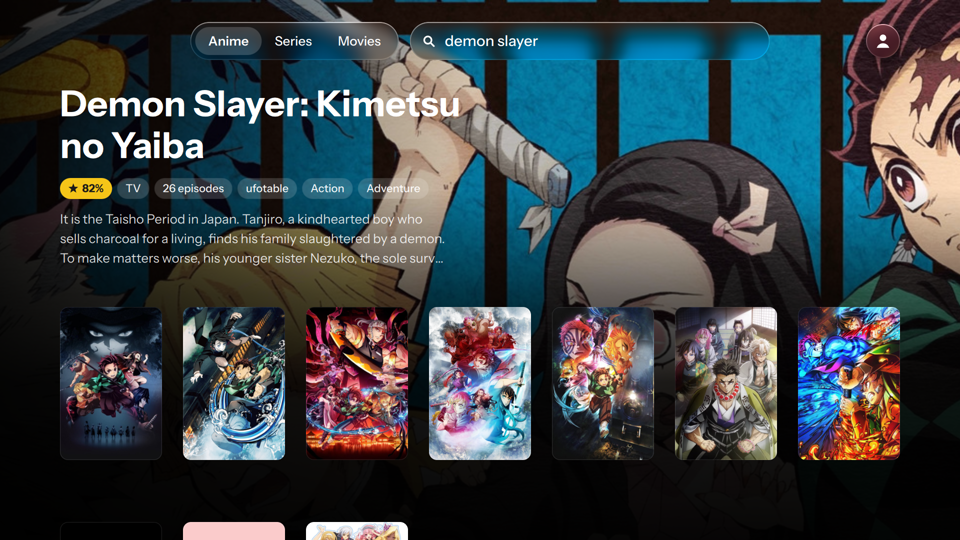 Anime Series Movies demon slayer
Demon Slayer: Kimetsu
no Yaiba
★ 82% TV 26 episodes ufotable Action Adventure
It is the Taisho Period in Japan. Tanjiro, a kindhearted boy who
sells charcoal for a living, finds his family slaughtered by a demon.
To make matters worse, his younger sister Nezuko, the sole surv...